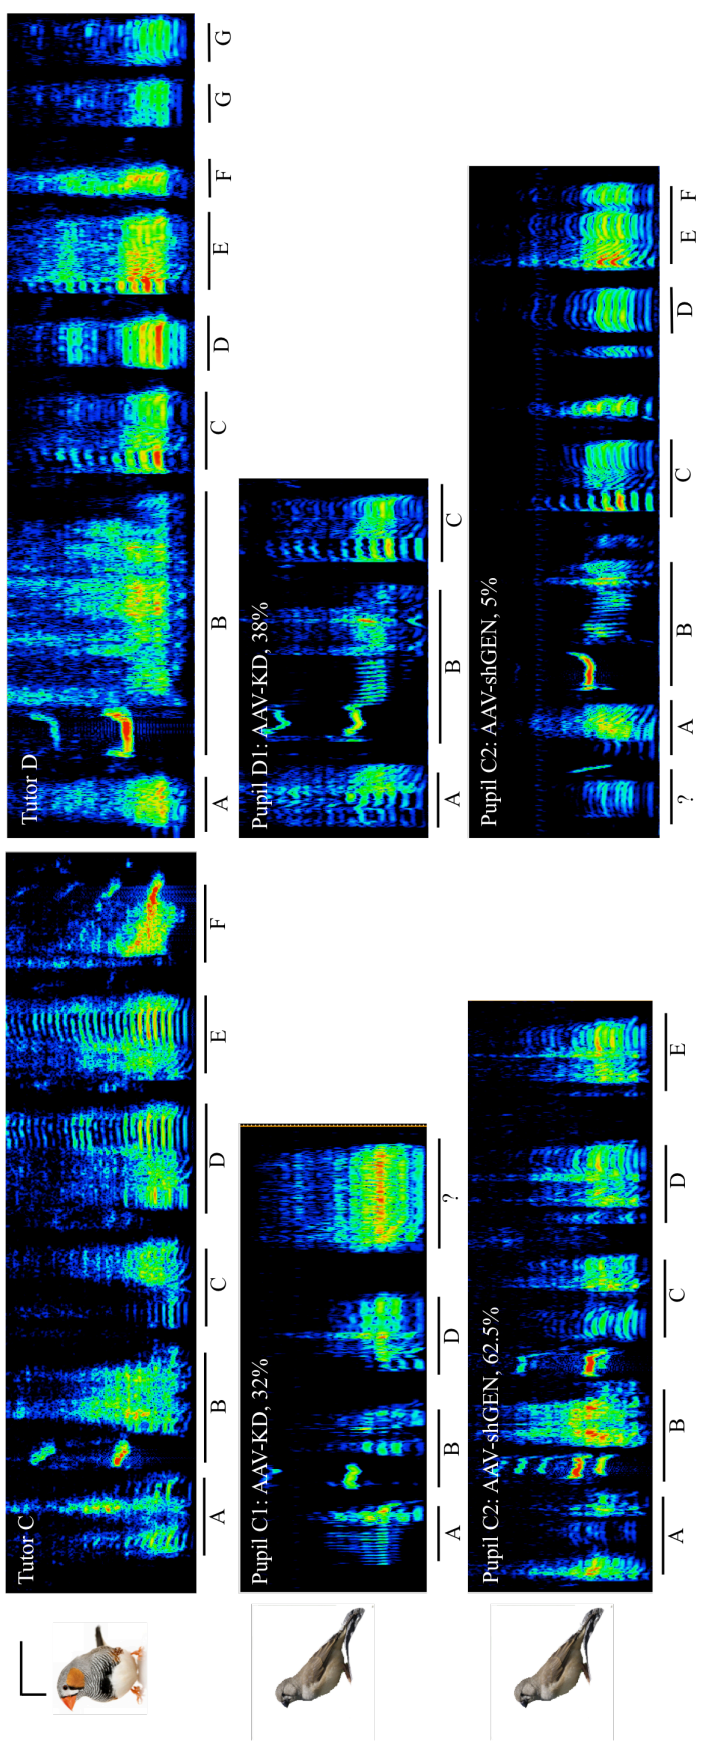 Tutor C
A B C D E F
Tutor D
A B C D E F G G
Pupil C1: AAV-KD, 32%
A B D ?
Pupil D1: AAV-KD, 38%
A B C
Pupil C2: AAV-shGEN, 62.5%
A B C D E
Pupil C2: AAV-shGEN, 5%
? A B C D E F